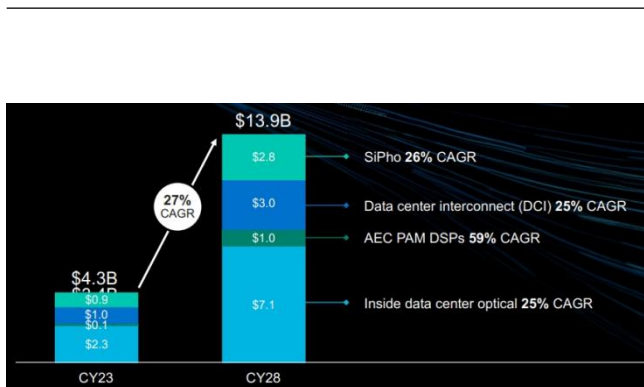 $13.9B
$2.8
SiPho 26% CAGR
27%
CAGR
$3.0
Data center interconnect (DCI) 25% CAGR
$1.0
AEC PAM DSPs 59% CAGR
$4.3B
$0.9
$1.0
$0.1
$2.3
$7.1
Inside data center optical 25% CAGR
CY23
CY28